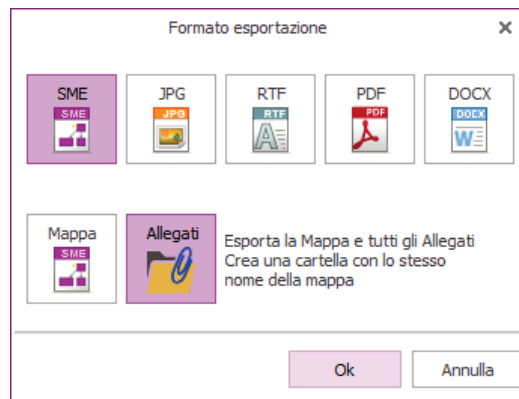 Formato esportazione
SME JPG RTF PDF DOCX
SME JPG RTF PDF DOCX
Mappa Allegati
SME
Esporta la Mappa e tutti gli Allegati
Crea una cartella con lo stesso
nome della mappa
Ok Annulla